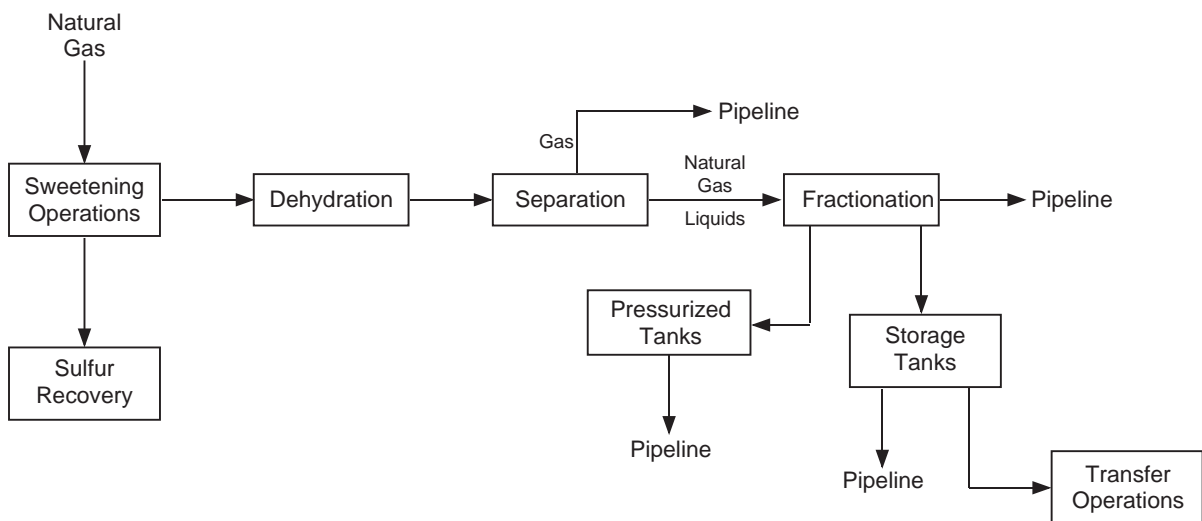 Natural
Gas
Pipeline
Gas
Natural
Gas
Liquids
Sweetening
Operations
Dehydration
Separation
Fractionation
Pipeline
Pressurized
Tanks
Storage
Tanks
Sulfur
Recovery
Pipeline
Pipeline
Transfer
Operations